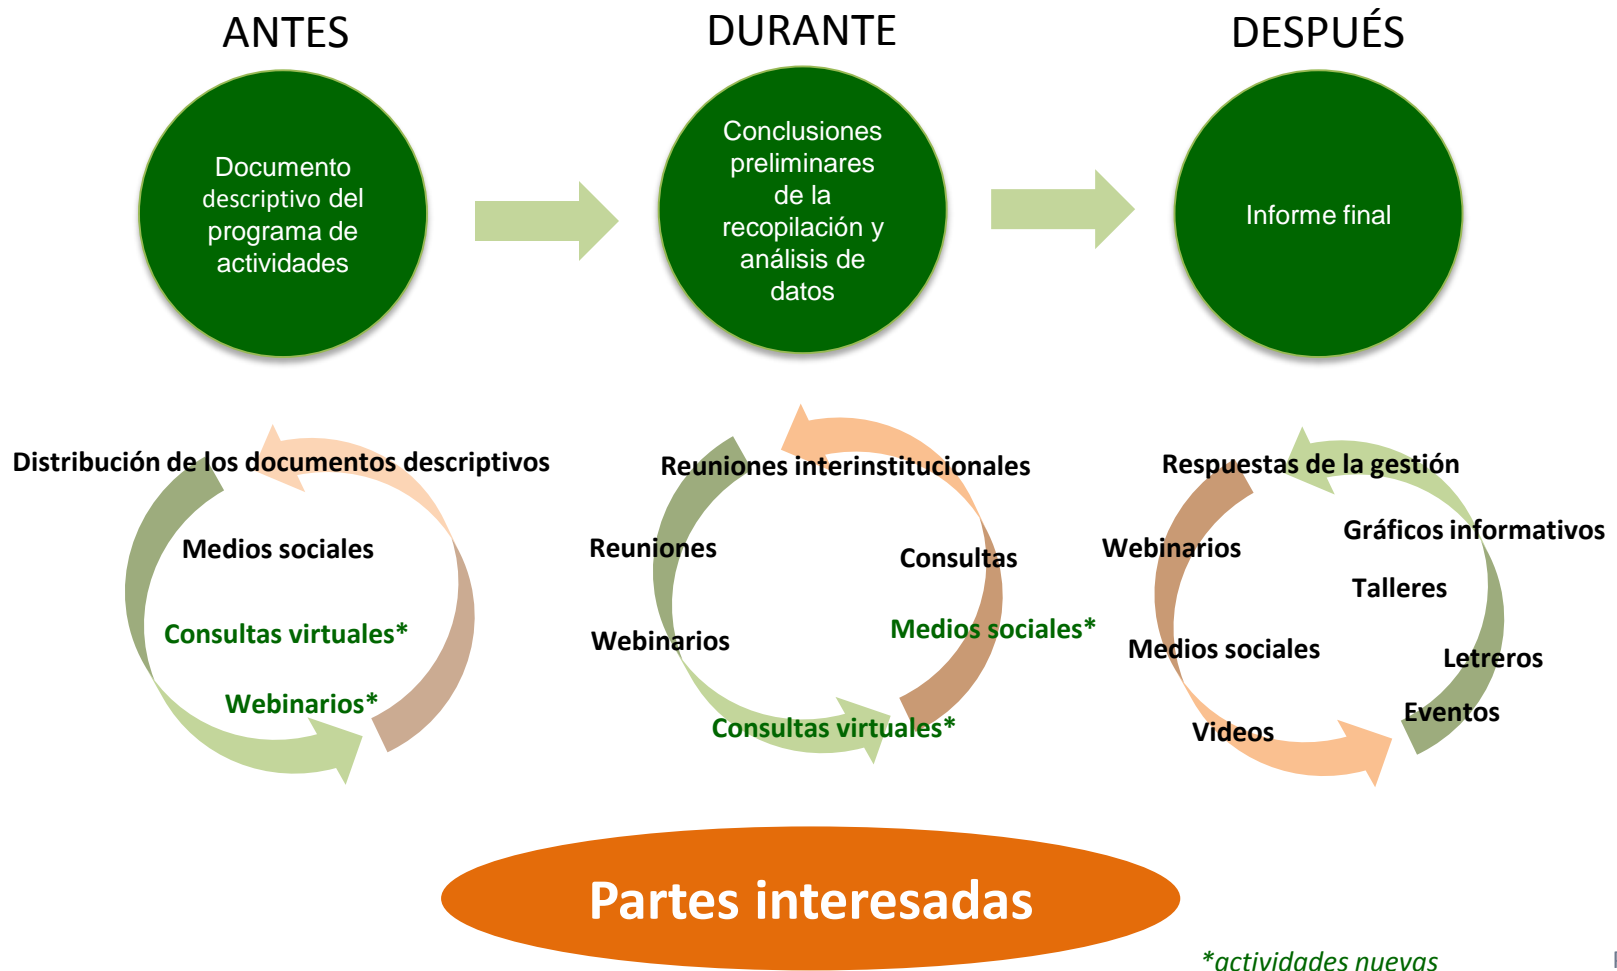 ANTES
DURANTE
DESPUÉS
Documento
descriptivo del
programa de
actividades
Conclusiones
preliminares
de la
recopilación y
análisis de
datos
Informe final
Distribución de los documentos descriptivos
Medios sociales
Consultas virtuales*
Webinarios*
Reuniones interinstitucionales
Reuniones
Consultas
Webinarios
Medios sociales*
Consultas virtuales*
Respuestas de la gestión
Gráficos informativos
Webinarios
Talleres
Medios sociales
Letreros
Eventos
Videos
Partes interesadas
*actividades nuevas